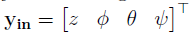 y_in = [z ϕ θ ψ]^⊤